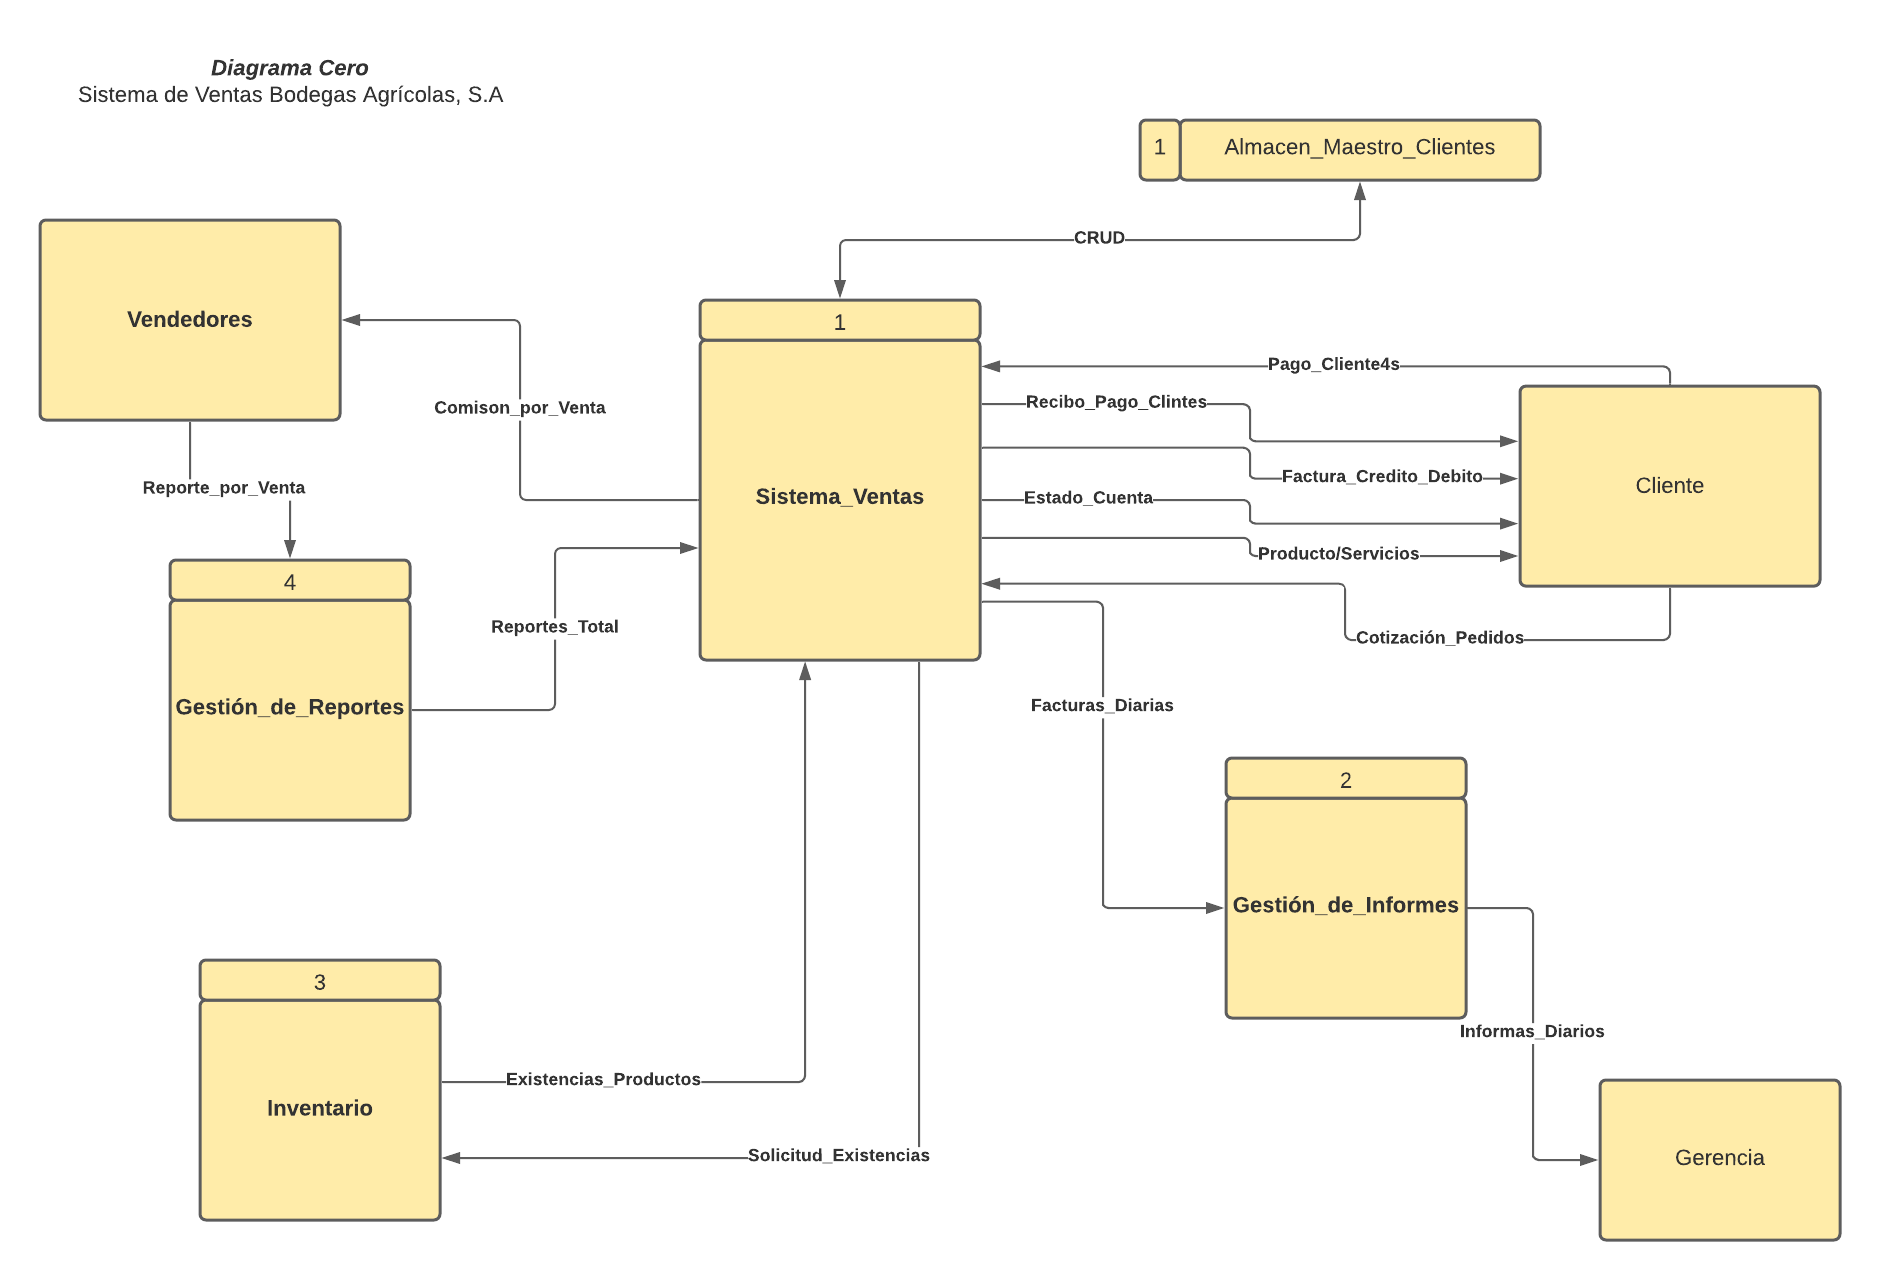 Diagrama Cero
Sistema de Ventas Bodegas Agrícolas, S.A
1
Almacen_Maestro_Clientes
CRUD
Vendedores
1
Sistema_Ventas
Comison_por_Venta
Pago_Cliente4s
Recibo_Pago_Clintes
Factura_Credito_Debito
Estado_Cuenta
Producto/Servicios
Cliente
Cotización_Pedidos
Reporte_por_Venta
4
Gestión_de_Reportes
Reportes_Total
Facturas_Diarias
2
Gestión_de_Informes
3
Inventario
Existencias_Productos
Solicitud_Existencias
Informas_Diarios
Gerencia